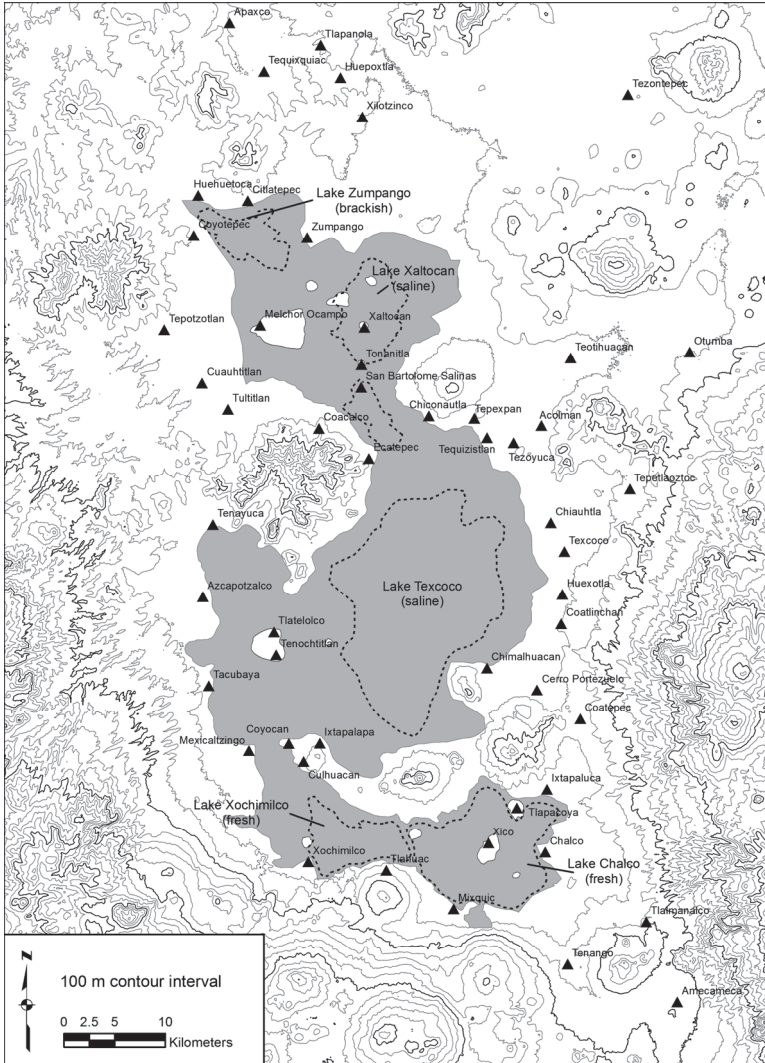 Apaxco
Tlapanola
Tequixquiac
Huepoxtla
Tezontepec
Xilotzinco
Huehuetoca
Citlatepec
Lake Zumpango
(brackish)
Coyotepec
Zumpango
Lake Xaltocan
(saline)
Melchor Ocampo
Xaltocan
Tepotzotlan
Otumba
Teotihuacan
Tonanitla
San Bartolome Salinas
Cuauhtitlan
Tultitlan
Chiconautla
Tepexpan
Acolman
Coacalco
Tequizistlan
Tezoyuca
Ecatepec
Tepetlaoztoc
Tenayuca
Chiauhtla
Texcoco
Azcapotzalco
Lake Texcoco
(saline)
Huexotla
Coatlinchan
Tlatelolco
Tenochtitlan
Chimalhuacan
Tacubaya
Cerro Portezuelo
Coatepec
Coyocan
Ixtapalapa
Mexicaltzingo
Culhuacan
Ixtapaluca
Lake Xochimilco
(fresh)
Tlapacoya
Xico
Chalco
Xochimilco
Tlahuac
Lake Chalco
(fresh)
Mixquic
Tlalmanalco
Tenango
Amecameca
N
100 m contour interval
0 2.5 5 10
Kilometers